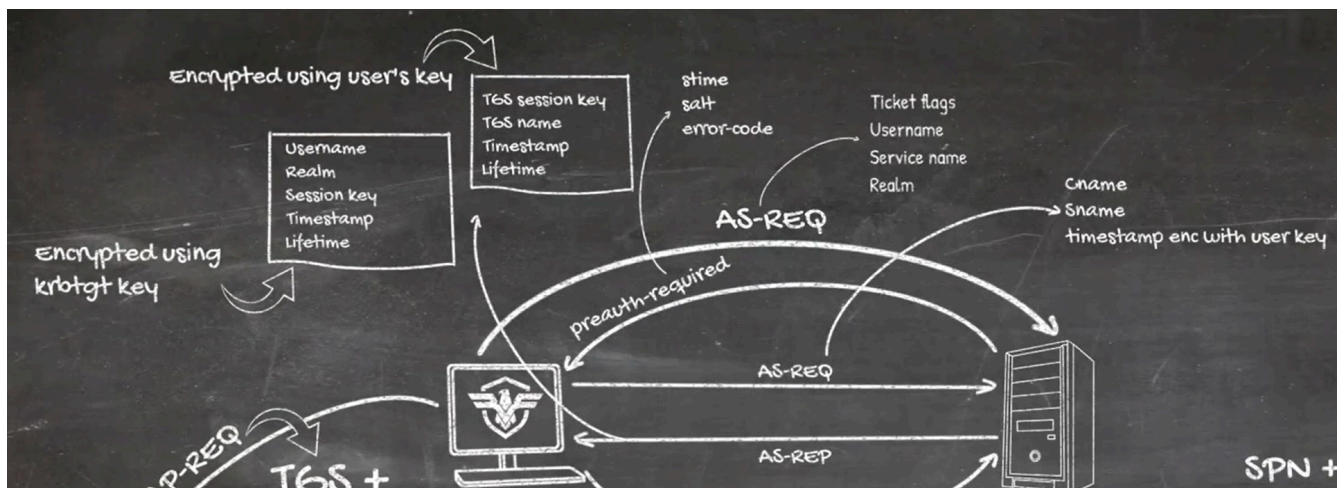 Encrypted using user's key
TGS session key
TGS name
Timestamp
Lifetime
stime
salt
error-code
Ticket flags
Username
Service name
Realm
Username
Realm
Session key
Timestamp
Lifetime
Cname
Sname
timestamp enc with user key
AS-REQ
Encrypted using
krbtgt key
preauth-required
AS-REQ
AS-REP
P-REQ
TGS +
SPN +